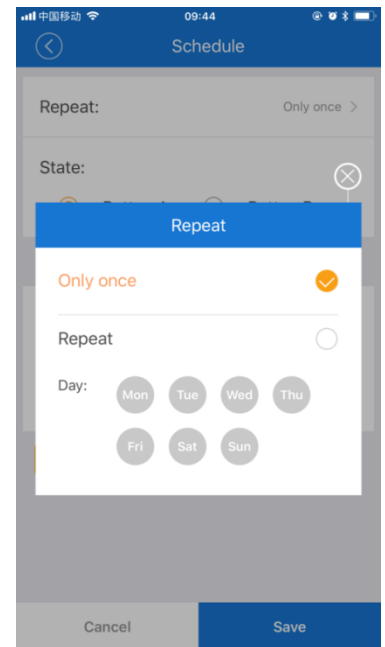 中国移动 09:44
Schedule
Repeat: Only once
State:
Repeat
Only once
Repeat
Day: Mon Tue Wed Thu
Fri Sat Sun
Cancel Save